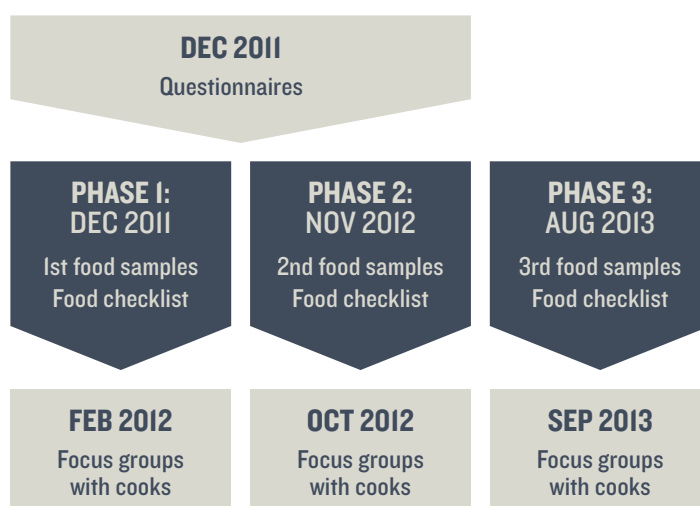 DEC 2011
Questionnaires
PHASE 1:
DEC 2011
1st food samples
Food checklist
PHASE 2:
NOV 2012
2nd food samples
Food checklist
PHASE 3:
AUG 2013
3rd food samples
Food checklist
FEB 2012
Focus groups
with cooks
OCT 2012
Focus groups
with cooks
SEP 2013
Focus groups
with cooks